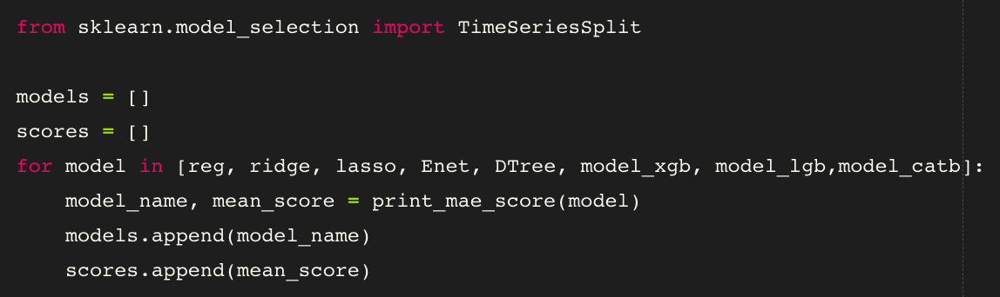 from sklearn.model_selection import TimeSeriesSplit
models = []
scores = []
for model in [reg, ridge, lasso, Enet, DTree, model_xgb, model_lgb,model_catb]:
    model_name, mean_score = print_mae_score(model)
    models.append(model_name)
    scores.append(mean_score)